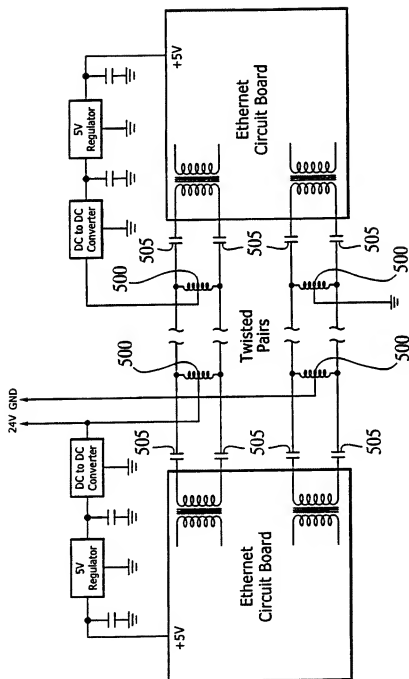 5V
Regulator
DC to DC
Converter
24V GND
DC to DC
Converter
5V
Regulator
+5V
505
500
500
505
+5V
505
505
Ethernet
Circuit Board
Twisted
Pairs
Ethernet
Circuit Board
505
505
505
500
500
505